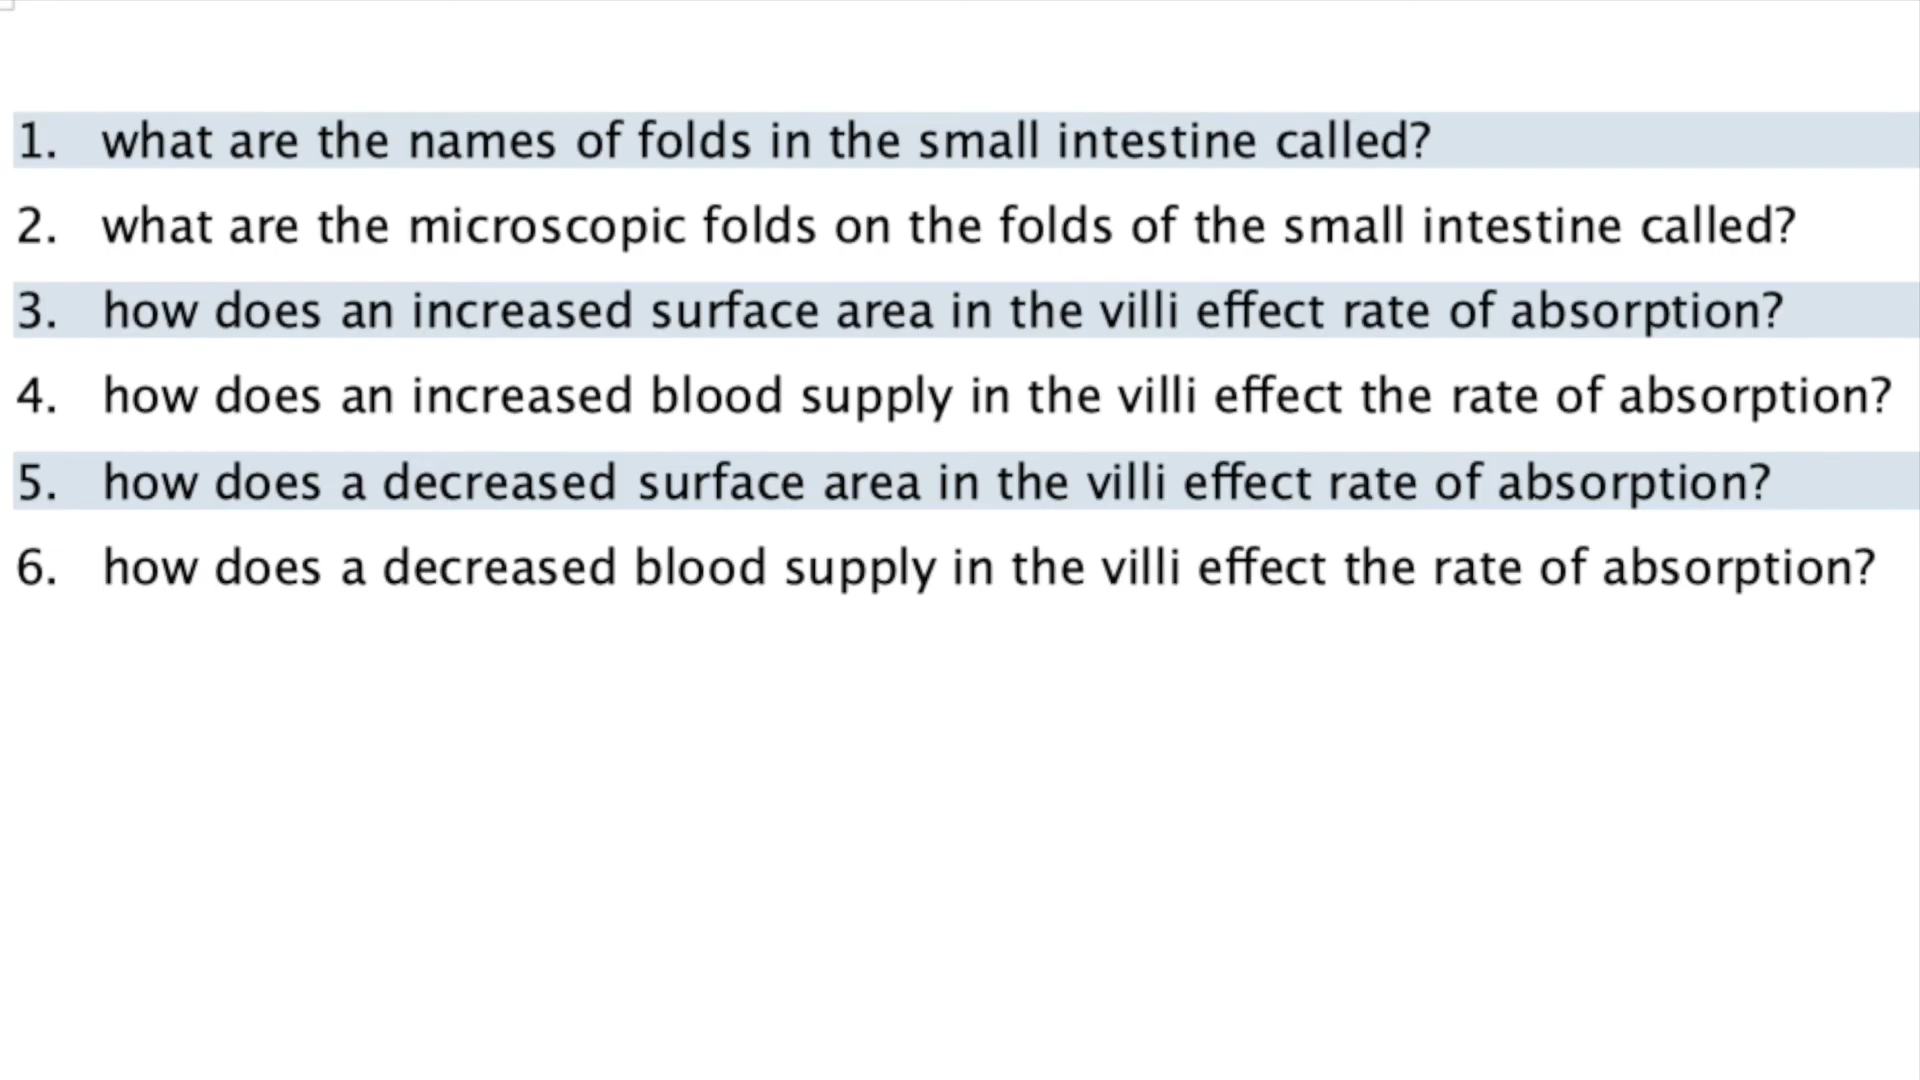 1. what are the names of folds in the small intestine called?
2. what are the microscopic folds on the folds of the small intestine called?
3. how does an increased surface area in the villi effect rate of absorption?
4. how does an increased blood supply in the villi effect the rate of absorption?
5. how does a decreased surface area in the villi effect rate of absorption?
6. how does a decreased blood supply in the villi effect the rate of absorption?